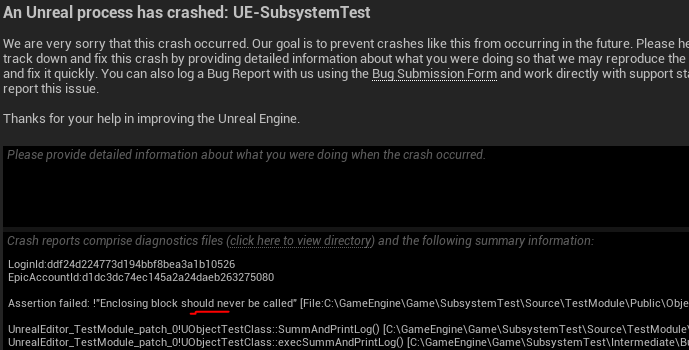 An Unreal process has crashed: UE-SubsystemTest
We are very sorry that this crash occurred. Our goal is to prevent crashes like this from occurring in the future. Please he
track down and fix this crash by providing detailed information about what you were doing so that we may reproduce the
and fix it quickly. You can also log a Bug Report with us using the Bug Submission Form and work directly with support sta
report this issue.
Thanks for your help in improving the Unreal Engine.
Please provide detailed information about what you were doing when the crash occurred.
Crash reports comprise diagnostics files (click here to view directory) and the following summary information:
LoginId:ddf24d224773d194bbf8bea3a1b10526
EpicAccountId:d1dc3dc74ec145a2a24daeb263275080
Assertion failed: !"Enclosing block should never be called" [File:C:\GameEngine\Game\SubsystemTest\Source\TestModule\Public\Obje
UnrealEditor_TestModule_patch_0!UObjectTestClass::SummAndPrintLog() [C:\GameEngine\Game\SubsystemTest\Source\TestModule
UnrealEditor_TestModule_patch_0!UObjectTestClass::execSummAndPrintLog() [C:\GameEngine\Game\SubsystemTest\Intermediate\Bu